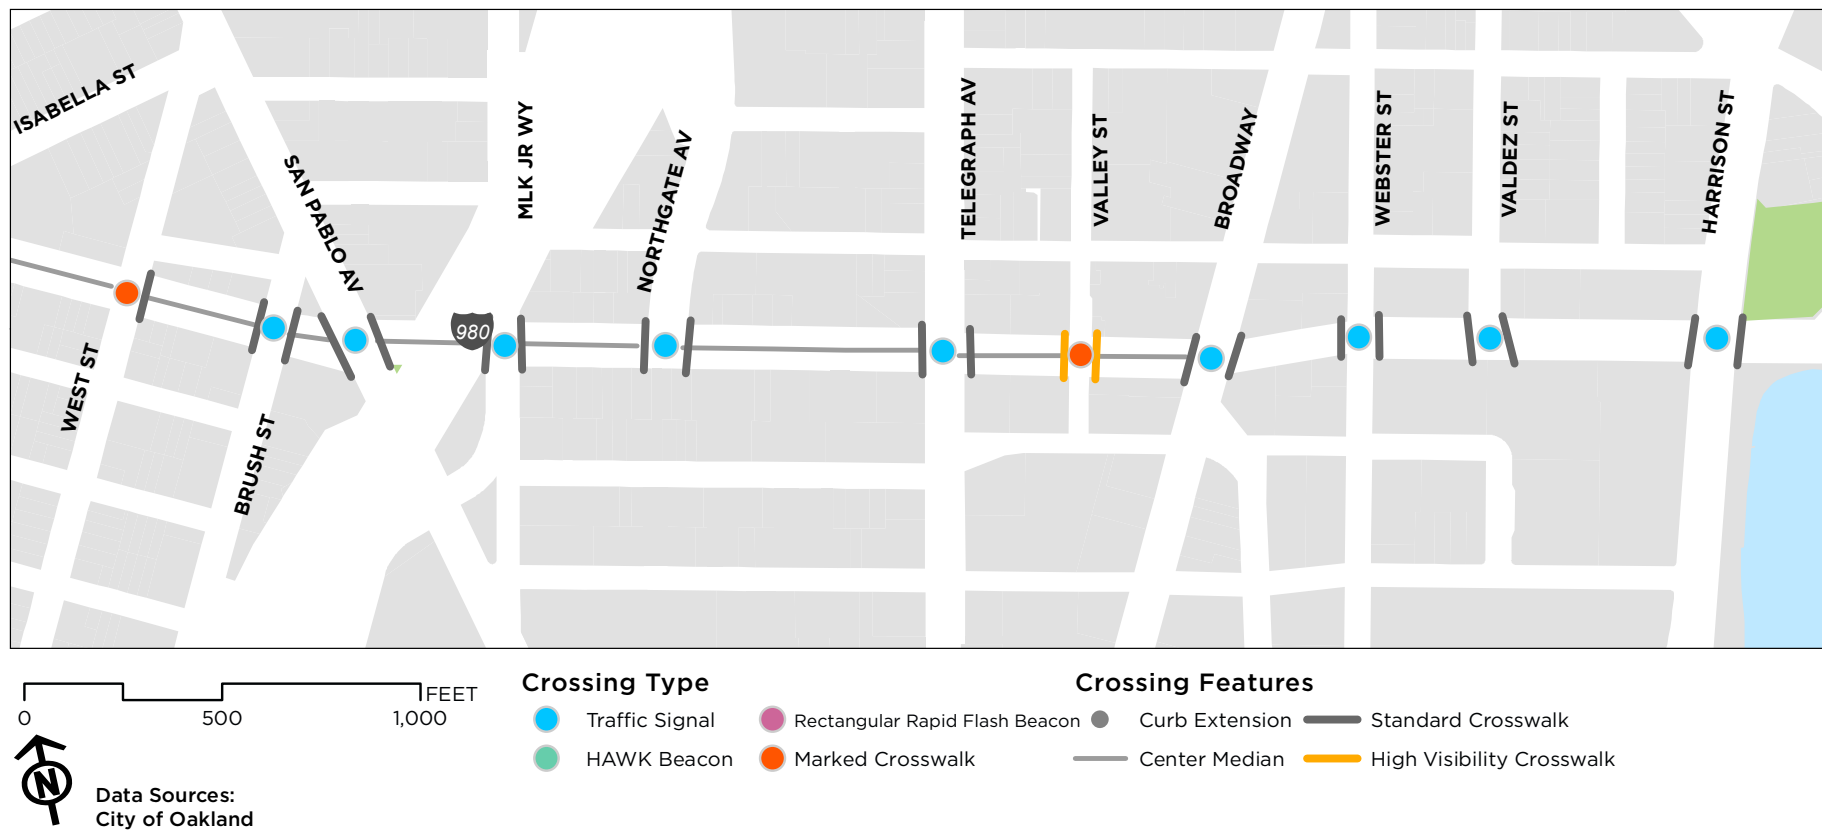 ISABELLA ST
SAN PABLO AV
MLK JR WY
NORTHGATE AV
TELEGRAPH AV
VALLEY ST
BROADWAY
WEBSTER ST
VALDEZ ST
HARRISON ST
980
WEST ST
BRUSH ST
FEET
0 500 1,000
N
Data Sources:
City of Oakland
Crossing Type
Traffic Signal
Rectangular Rapid Flash Beacon
HAWK Beacon
Marked Crosswalk
Crossing Features
Curb Extension
Standard Crosswalk
Center Median
High Visibility Crosswalk